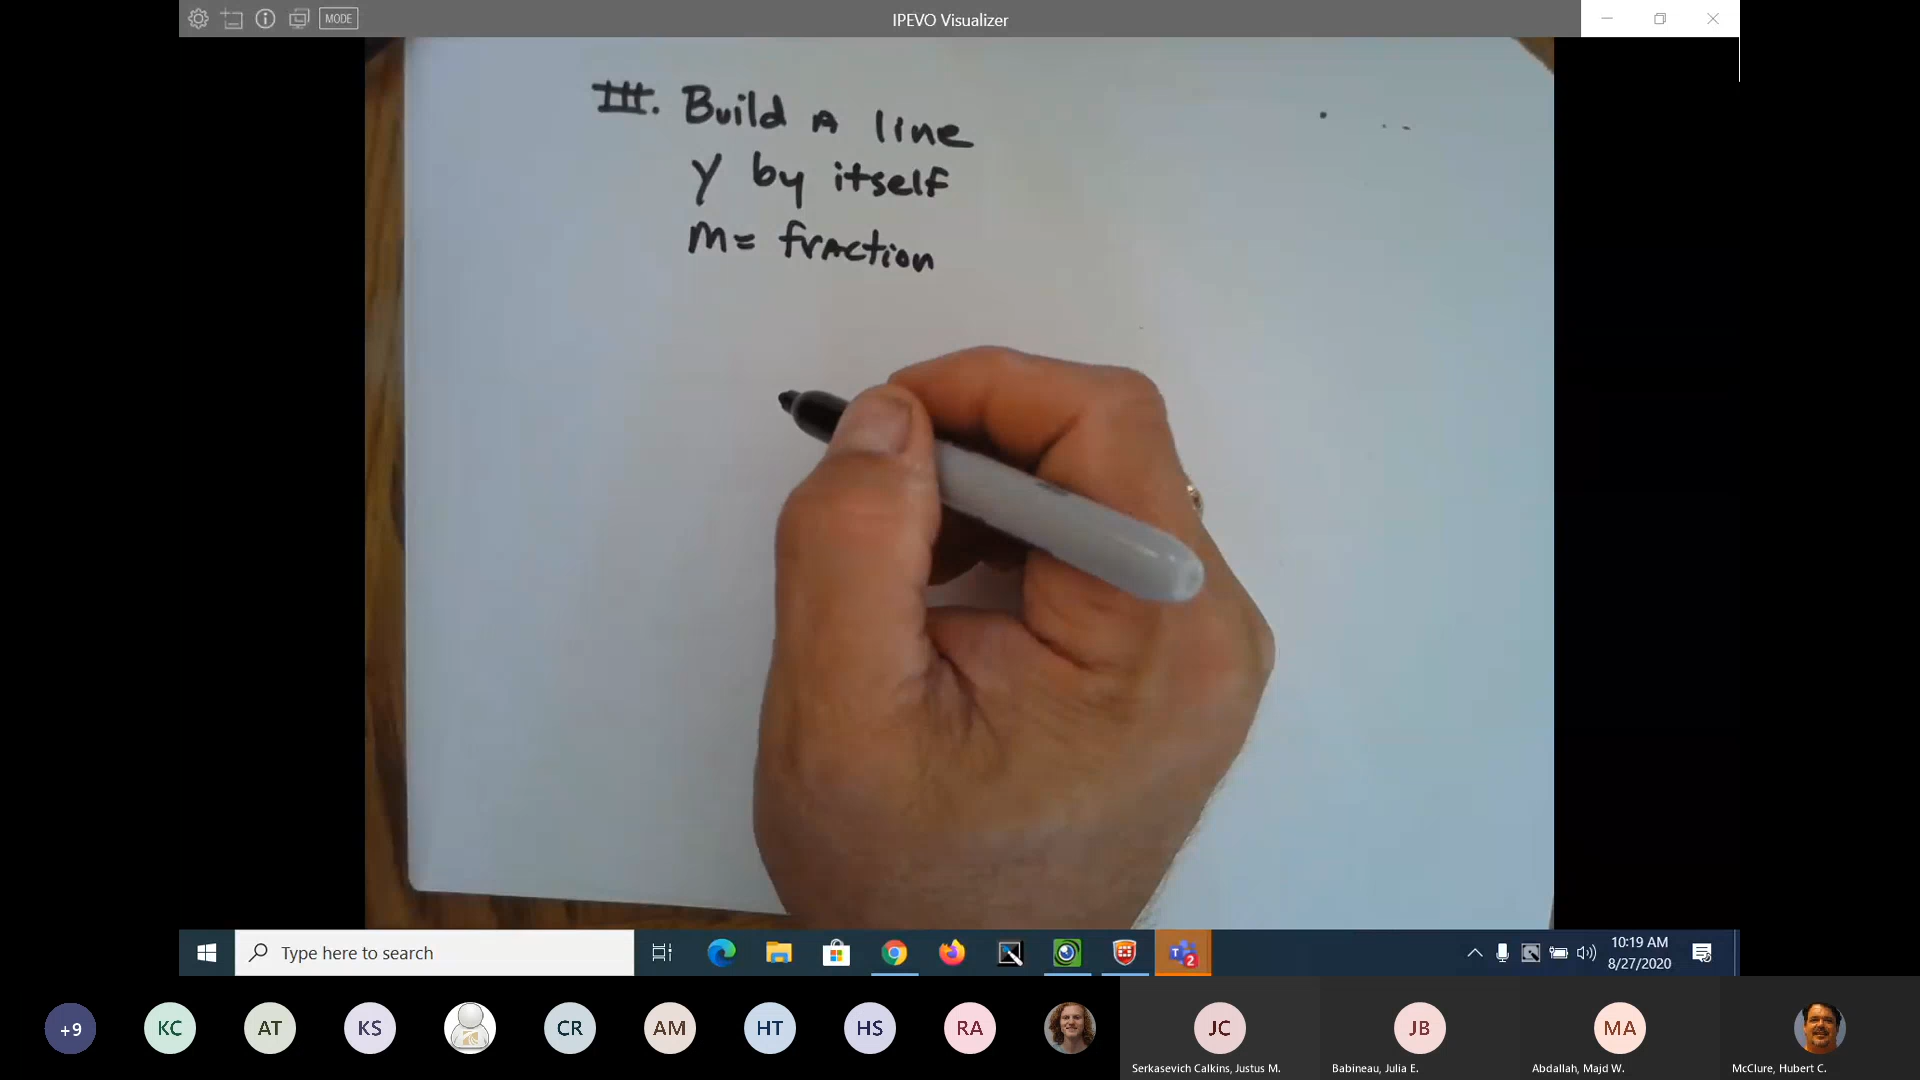 MODE
IPEVO Visualizer
III. Build A line
y by itself
m= frACtion
Type here to search
2
10:19 AM
8/27/2020
+9
KC
AT
KS
CR
AM
HT
HS
RA
JC
JB
MA
Serkasevich Calkins, Justus M.
Babineau, Julia E.
Abdallah, Majd W.
McClure, Hubert C.